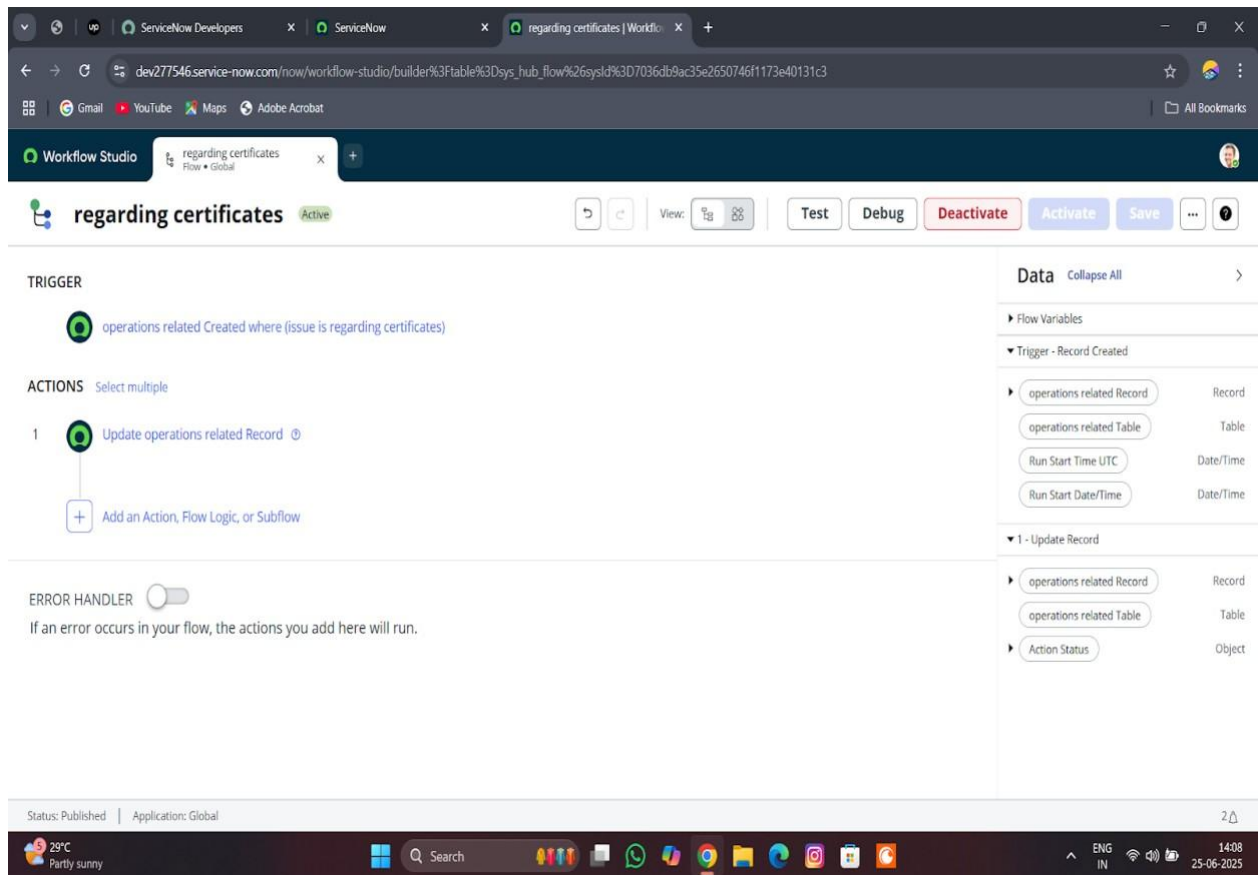 up ServiceNow Developers X ServiceNow X regarding certificates | Workflo X +
dev277546.service-now.com/now/workflow-studio/builder%3Ftable%3Dsys_hub_flow%26sysId%3D7036db9ac35e2650746f1173e40131c3
Gmail YouTube Maps Adobe Acrobat All Bookmarks
Workflow Studio regarding certificates X +
Flow • Global
regarding certificates Active View: Test Debug Deactivate Activate Save ... ?
TRIGGER
operations related Created where (issue is regarding certificates)
ACTIONS Select multiple
1 Update operations related Record ?
+ Add an Action, Flow Logic, or Subflow
ERROR HANDLER
If an error occurs in your flow, the actions you add here will run.
Data Collapse All
Flow Variables
Trigger - Record Created
operations related Record Record
operations related Table Table
Run Start Time UTC Date/Time
Run Start Date/Time Date/Time
1 - Update Record
operations related Record Record
operations related Table Table
Action Status Object
Status: Published | Application: Global 2
5 29°C Search ENG 14:08
Partly sunny IN 25-06-2025